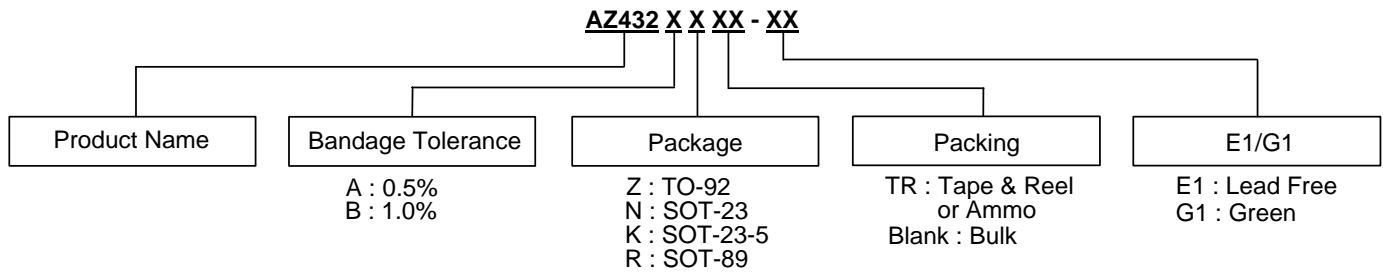 AZ432 X X XX - XX
Product Name
Bandage Tolerance
A : 0.5%
B : 1.0%
Package
Z : TO-92
N : SOT-23
K : SOT-23-5
R : SOT-89
Packing
TR : Tape & Reel
or Ammo
Blank : Bulk
E1/G1
E1 : Lead Free
G1 : Green